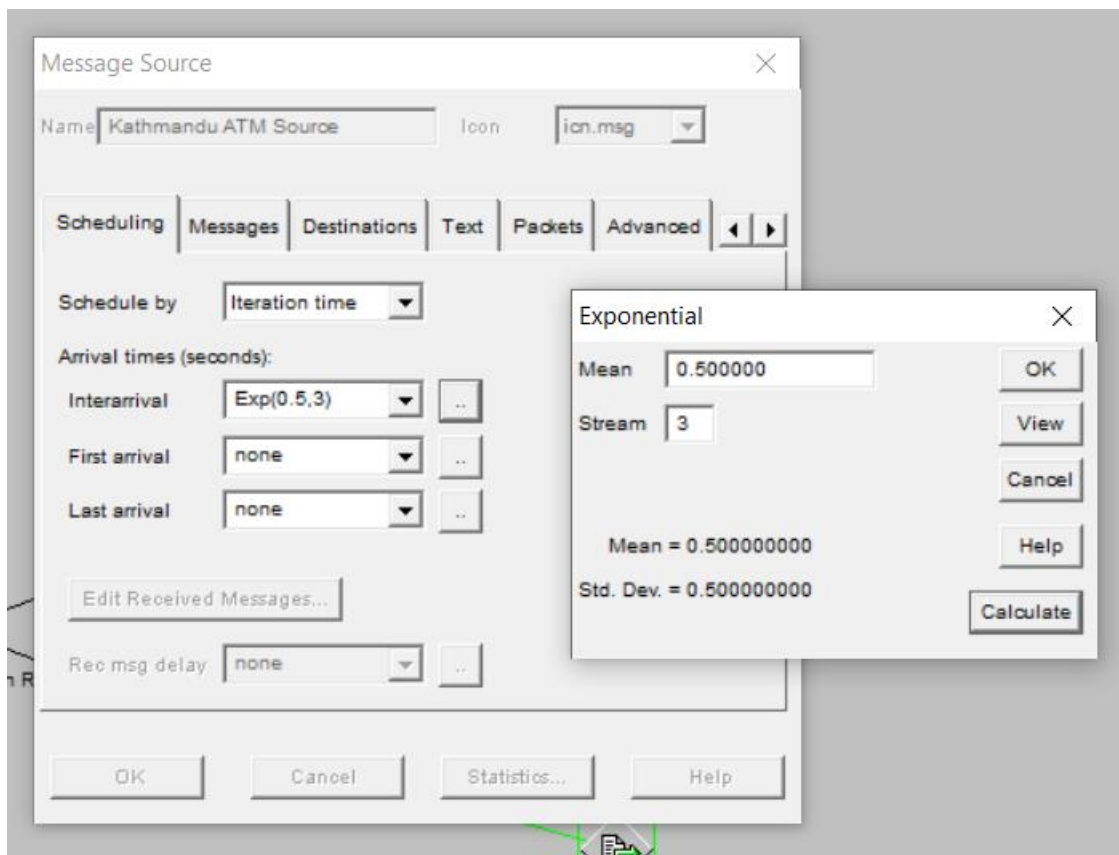 Message Source
Name Kathmandu ATM Source Icon icn.msg
Scheduling Messages Destinations Text Packets Advanced
Schedule by Iteration time
Arrival times (seconds):
Interarrival Exp(0.5,3) ..
First arrival none ..
Last arrival none ..
Edit Received Messages...
Rec msg delay none ..
OK Cancel Statistics... Help
Exponential
Mean 0.500000 OK
Stream 3 View
Cancel
Mean = 0.500000000 Help
Std. Dev. = 0.500000000
Calculate
n R